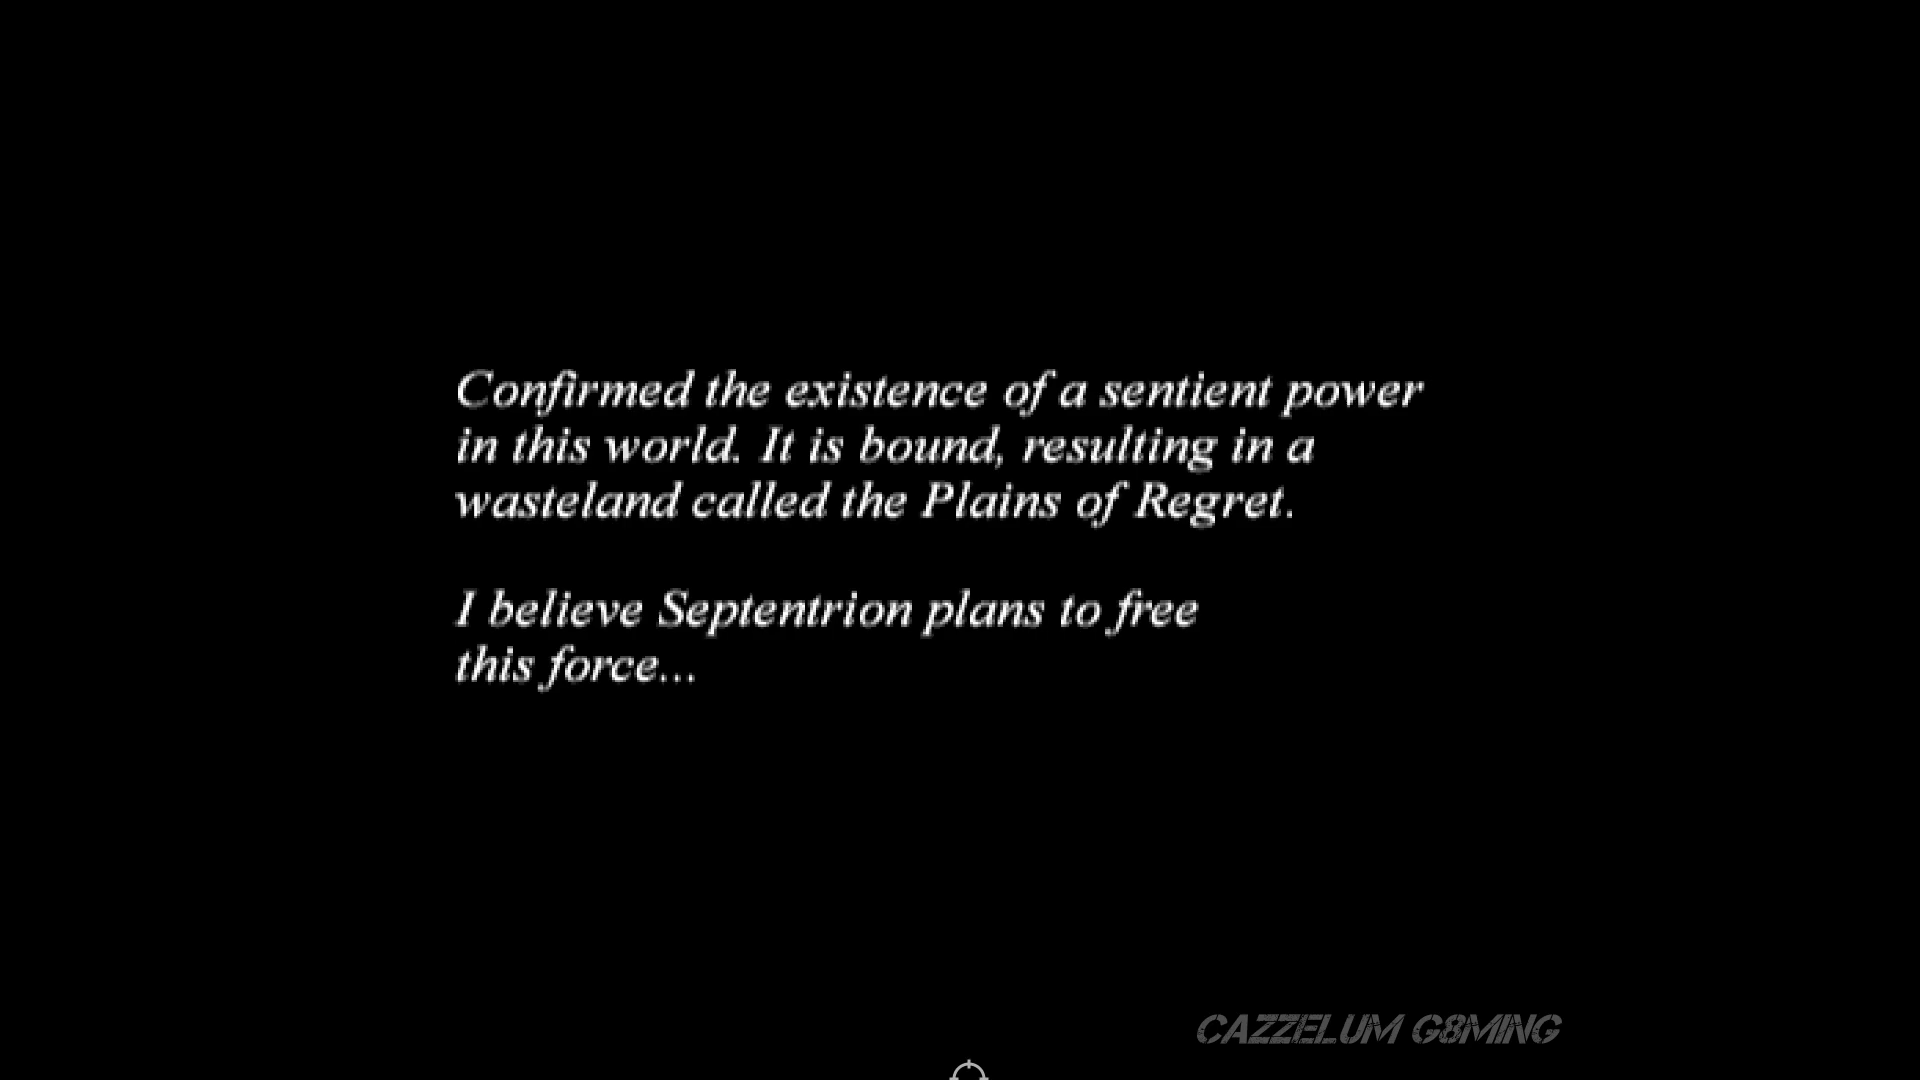 Confirmed the existence of a sentient power
in this world. It is bound, resulting in a
wasteland called the Plains of Regret.
I believe Septentrion plans to free
this force...
CAZZELUM G8MING